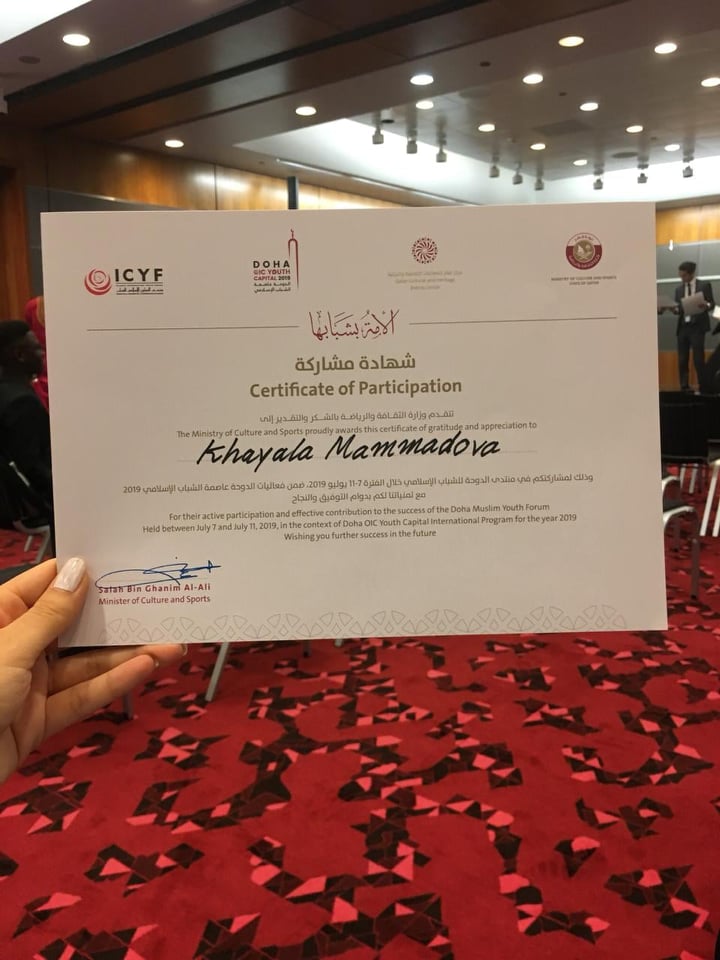 ICYF
DOHA
OIC YOUTH
CAPITAL 2019
الدوحة عاصمة
الشباب الإسلامي
MINISTRY OF CULTURE AND SPORTS
STATE OF QATAR
الأمة بشبابها
شهادة مشاركة
Certificate of Participation
تتقدم وزارة الثقافة والرياضة بالشكر والتقدير إلى
The Ministry of Culture and Sports proudly awards this certificate of gratitude and appreciation to
Khayala Mammadova
وذلك لمشاركتكم في منتدى الدوحة للشباب الإسلامي خلال الفترة 7-11 يوليو 2019، ضمن فعاليات الدوحة عاصمة الشباب الإسلامي 2019
مع تمنياتنا لكم بدوام التوفيق والنجاح
For their active participation and effective contribution to the success of the Doha Muslim Youth Forum
Held between July 7 and July 11, 2019, in the context of Doha OIC Youth Capital International Program for the year 2019
Wishing you further success in the future
Salah Bin Ghanim Al-Ali
Minister of Culture and Sports